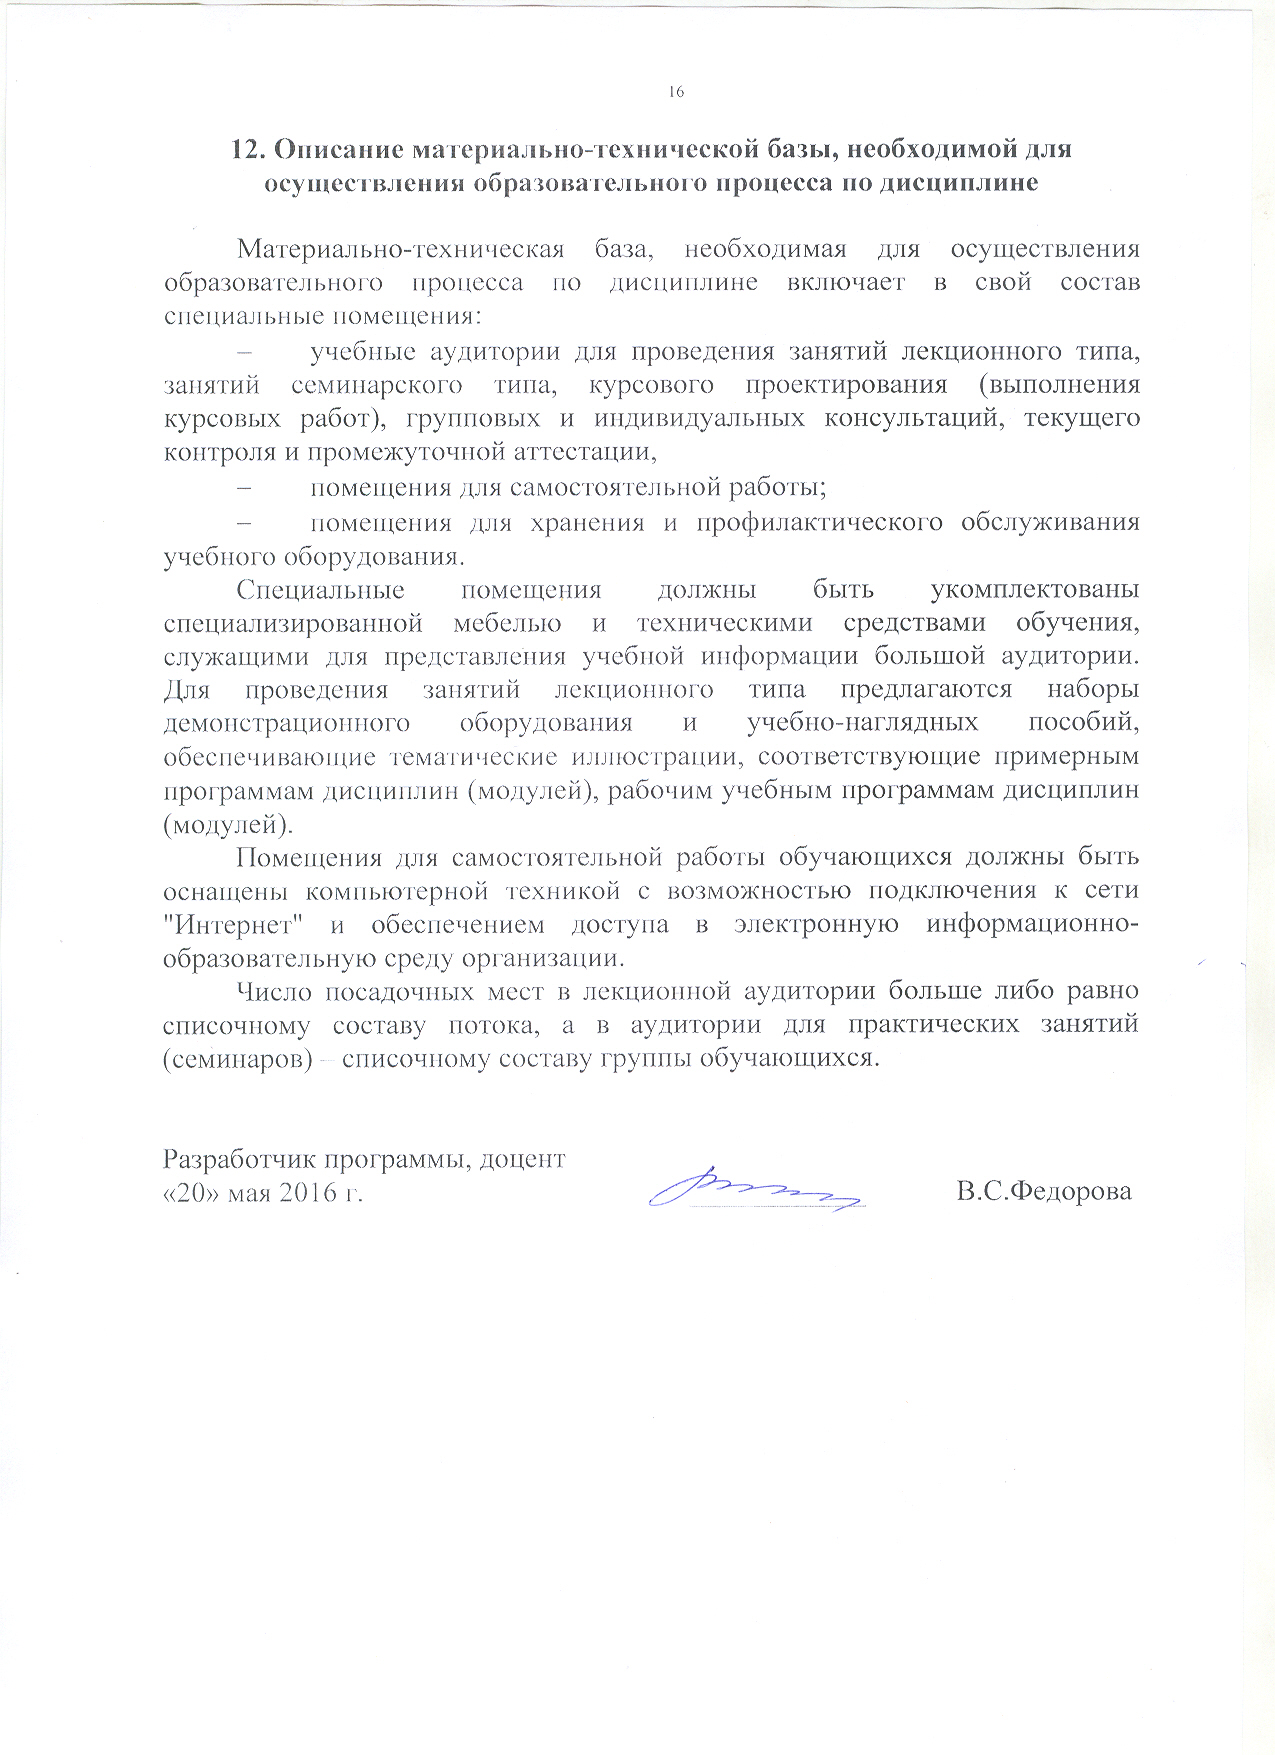 16
12. Описание материально-технической базы, необходимой для
осуществления образовательного процесса по дисциплине
Материально-техническая база, необходимая для осуществления
образовательного процесса по дисциплине включает в свой состав
специальные помещения:
– учебные аудитории для проведения занятий лекционного типа,
занятий семинарского типа, курсового проектирования (выполнения
курсовых работ), групповых и индивидуальных консультаций, текущего
контроля и промежуточной аттестации,
– помещения для самостоятельной работы;
– помещения для хранения и профилактического обслуживания
учебного оборудования.
Специальные помещения должны быть укомплектованы
специализированной мебелью и техническими средствами обучения,
служащими для представления учебной информации большой аудитории.
Для проведения занятий лекционного типа предлагаются наборы
демонстрационного оборудования и учебно-наглядных пособий,
обеспечивающие тематические иллюстрации, соответствующие примерным
программам дисциплин (модулей), рабочим учебным программам дисциплин
(модулей).
Помещения для самостоятельной работы обучающихся должны быть
оснащены компьютерной техникой с возможностью подключения к сети
"Интернет" и обеспечением доступа в электронную информационно-
образовательную среду организации.
Число посадочных мест в лекционной аудитории больше либо равно
списочному составу потока, а в аудитории для практических занятий
(семинаров) – списочному составу группы обучающихся.
Разработчик программы, доцент
«20» мая 2016 г. В.С.Федорова